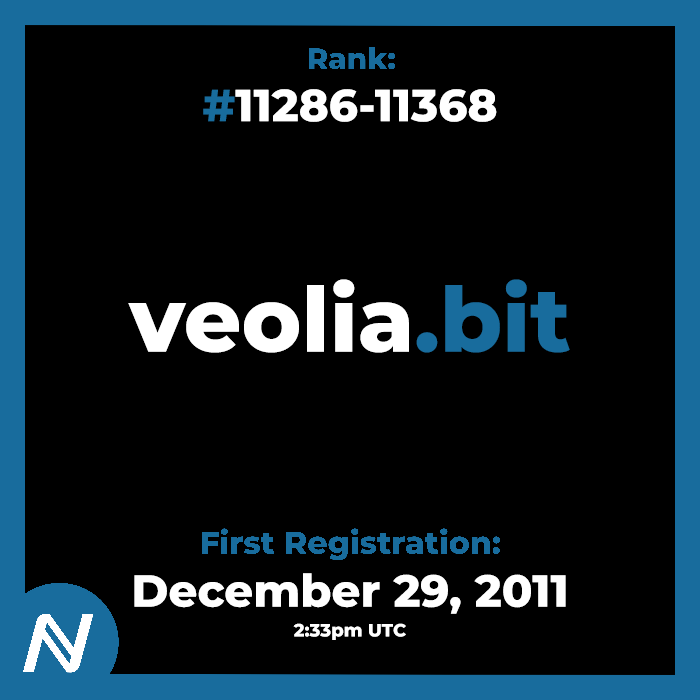 Rank:
#11286-11368
veolia.bit
First Registration:
December 29, 2011
2:33pm UTC
N